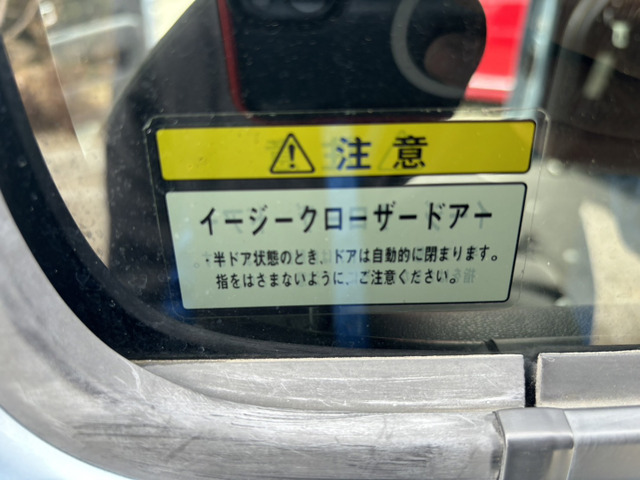 注意
イージークローザードアー
半ドア状態のとき、ドアは自動的に閉まります。
指をはさまないように、ご注意ください。